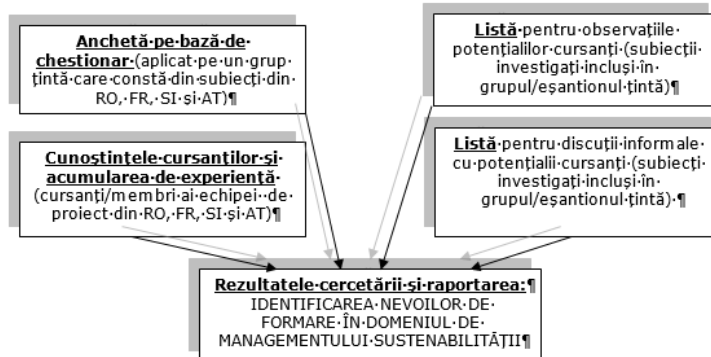 Anchetă·pe·bază·de·
chestionar·(aplicat·pe·un·grup·
țintă·care·constă·din·subiecți·din·
RO,·FR,·SI·și·AT)¶
Listă·pentru·observațiile·
potențialilor·cursanți·(subiecții·
investigați·incluși·în·
grupul/eșantionul·țintă)¶
Cunoștințele·cursanților·și·
acumularea·de·experiență·
(cursanți/membri·ai·echipei··de·
proiect·din·RO,·FR,·SI·și·AT)¶
Listă·pentru·discuții·informale·
cu·potențialii·cursanți·(subiecți·
investigați·incluși·în·
grupul/eșantionul·țintă)·¶
Rezultatele·cercetării·și·raportarea:¶
IDENTIFICAREA·NEVOILOR·DE·
FORMARE·ÎN·DOMENIUL·DE·
MANAGEMENTULUI·SUSTENABILITĂȚII¶